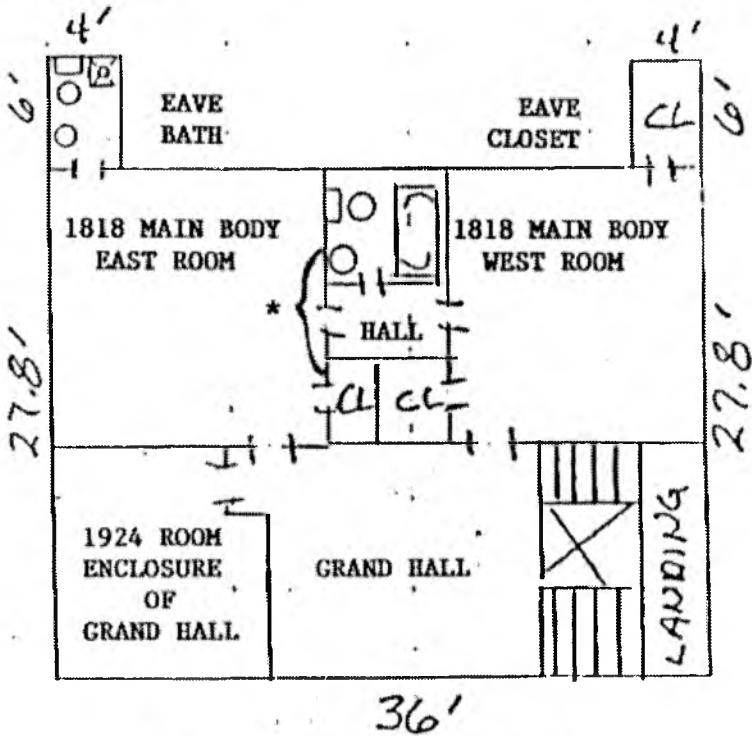 4'
4'
6'
EAVE
BATH
EAVE
CLOSET
CL
6'
1818 MAIN BODY
EAST ROOM
1818 MAIN BODY
WEST ROOM
*
HALL
27.8'
27.8'
CL
CL
1924 ROOM
ENCLOSURE
OF
GRAND HALL
GRAND HALL
LANDING
36'